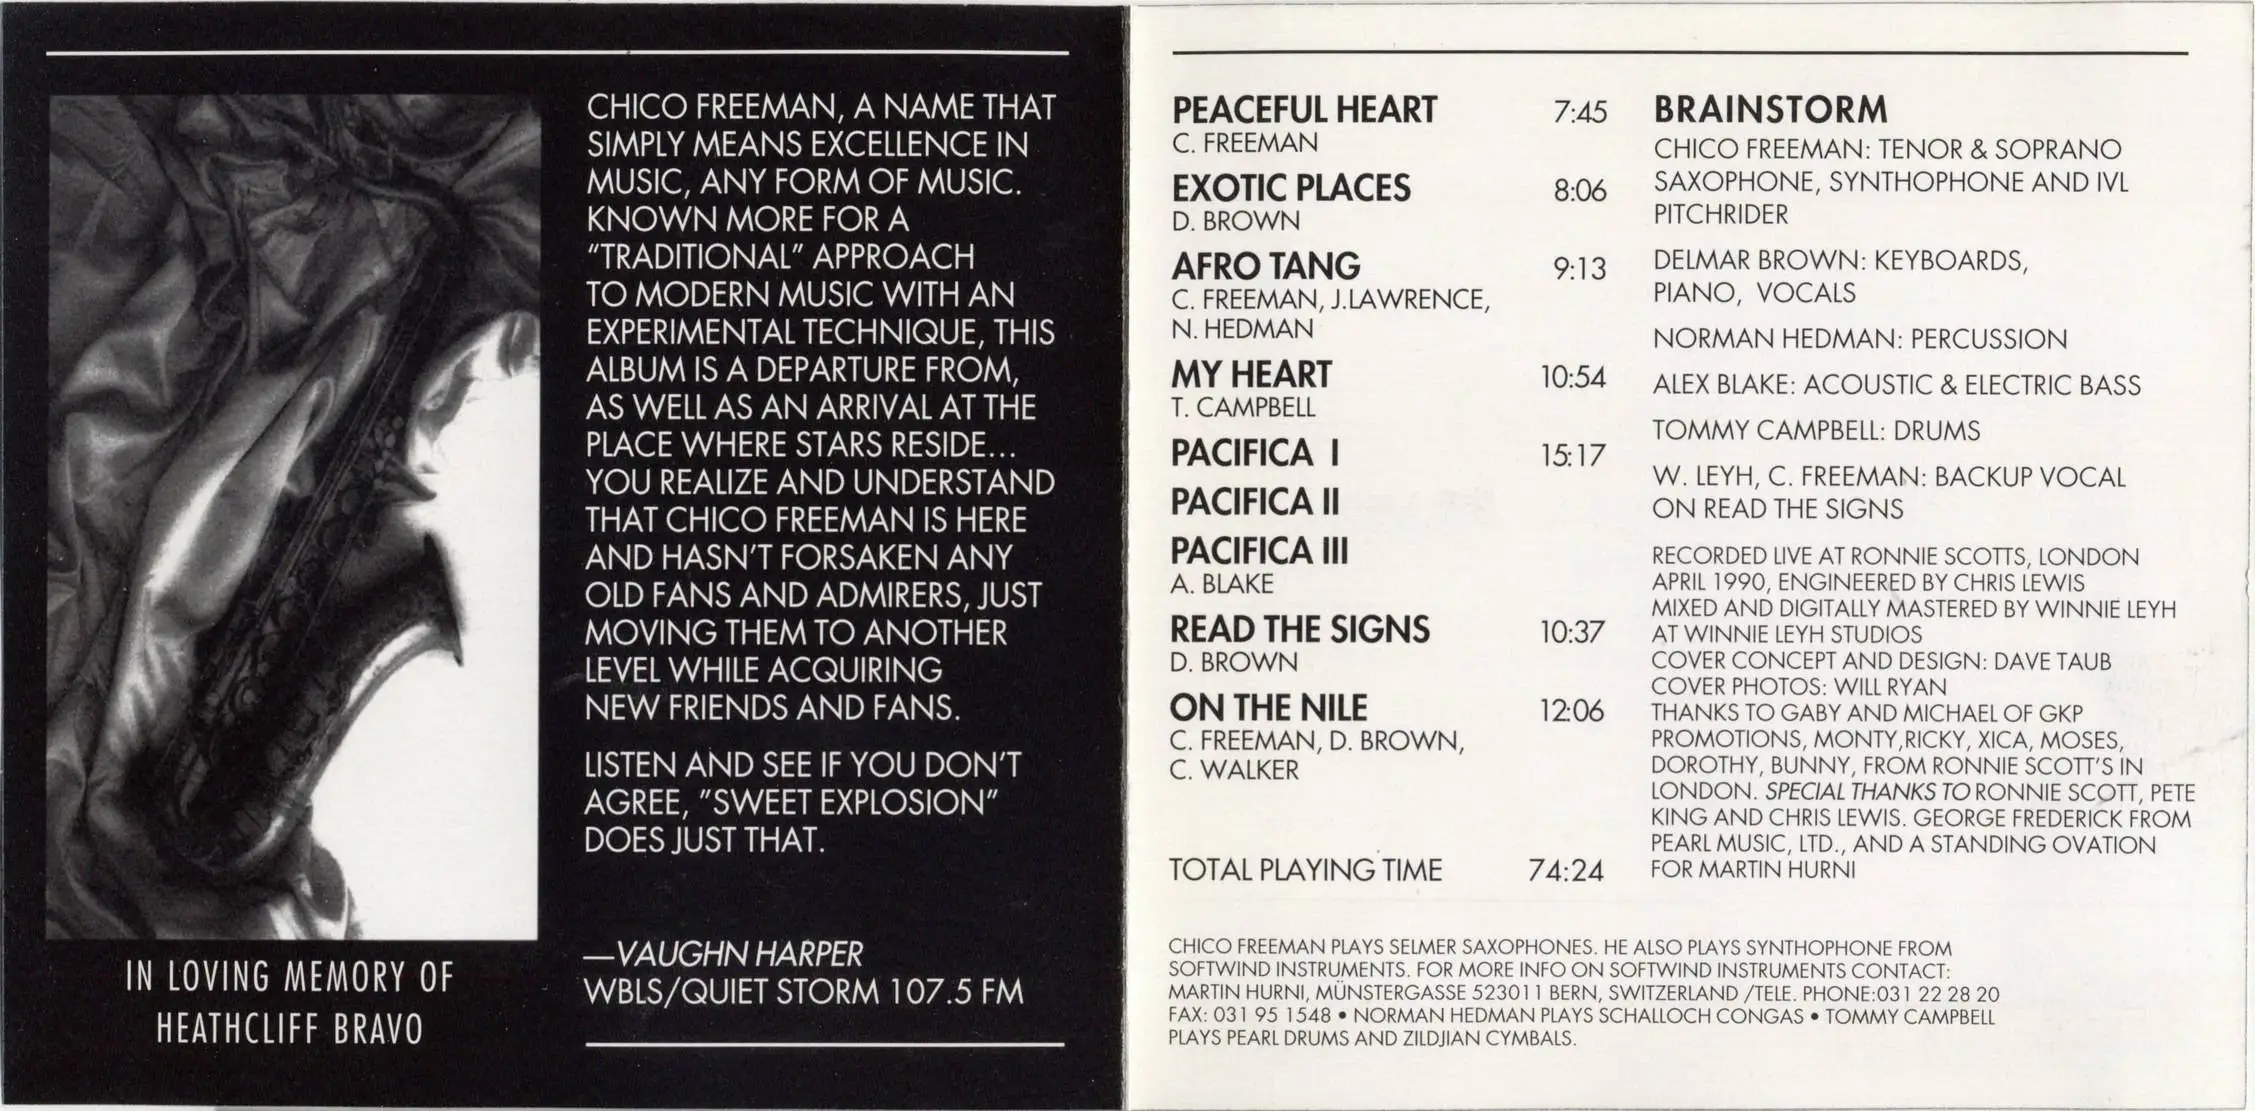 CHICO FREEMAN, A NAME THAT
SIMPLY MEANS EXCELLENCE IN
MUSIC, ANY FORM OF MUSIC.
KNOWN MORE FOR A
"TRADITIONAL" APPROACH
TO MODERN MUSIC WITH AN
EXPERIMENTAL TECHNIQUE, THIS
ALBUM IS A DEPARTURE FROM,
AS WELL AS AN ARRIVAL AT THE
PLACE WHERE STARS RESIDE...
YOU REALIZE AND UNDERSTAND
THAT CHICO FREEMAN IS HERE
AND HASN'T FORSAKEN ANY
OLD FANS AND ADMIRERS, JUST
MOVING THEM TO ANOTHER
LEVEL WHILE ACQUIRING
NEW FRIENDS AND FANS.
LISTEN AND SEE IF YOU DON'T
AGREE, "SWEET EXPLOSION"
DOES JUST THAT.
—VAUGHN HARPER
WBLS/QUIET STORM 107.5 FM
IN LOVING MEMORY OF
HEATHCLIFF BRAVO
PEACEFUL HEART 7:45
C. FREEMAN
EXOTIC PLACES 8:06
D. BROWN
AFRO TANG 9:13
C. FREEMAN, J.LAWRENCE,
N. HEDMAN
MY HEART 10:54
T. CAMPBELL
PACIFICA I 15:17
PACIFICA II
PACIFICA III
A. BLAKE
READ THE SIGNS 10:37
D. BROWN
ON THE NILE 12:06
C. FREEMAN, D. BROWN,
C. WALKER
TOTAL PLAYING TIME 74:24
BRAINSTORM
CHICO FREEMAN: TENOR & SOPRANO
SAXOPHONE, SYNTHOPHONE AND IVL
PITCHRIDER
DELMAR BROWN: KEYBOARDS,
PIANO, VOCALS
NORMAN HEDMAN: PERCUSSION
ALEX BLAKE: ACOUSTIC & ELECTRIC BASS
TOMMY CAMPBELL: DRUMS
W. LEYH, C. FREEMAN: BACKUP VOCAL
ON READ THE SIGNS
RECORDED LIVE AT RONNIE SCOTTS, LONDON
APRIL 1990, ENGINEERED BY CHRIS LEWIS
MIXED AND DIGITALLY MASTERED BY WINNIE LEYH
AT WINNIE LEYH STUDIOS
COVER CONCEPT AND DESIGN: DAVE TAUB
COVER PHOTOS: WILL RYAN
THANKS TO GABY AND MICHAEL OF GKP
PROMOTIONS, MONTY,RICKY, XICA, MOSES,
DOROTHY, BUNNY, FROM RONNIE SCOTT'S IN
LONDON. SPECIAL THANKS TO RONNIE SCOTT, PETE
KING AND CHRIS LEWIS. GEORGE FREDERICK FROM
PEARL MUSIC, LTD., AND A STANDING OVATION
FOR MARTIN HURNI
CHICO FREEMAN PLAYS SELMER SAXOPHONES. HE ALSO PLAYS SYNTHOPHONE FROM
SOFTWIND INSTRUMENTS. FOR MORE INFO ON SOFTWIND INSTRUMENTS CONTACT:
MARTIN HURNI, MÜNSTERGASSE 523011 BERN, SWITZERLAND /TELE. PHONE:031 22 28 20
FAX: 031 95 1548 • NORMAN HEDMAN PLAYS SCHALLOCH CONGAS • TOMMY CAMPBELL
PLAYS PEARL DRUMS AND ZILDJIAN CYMBALS.